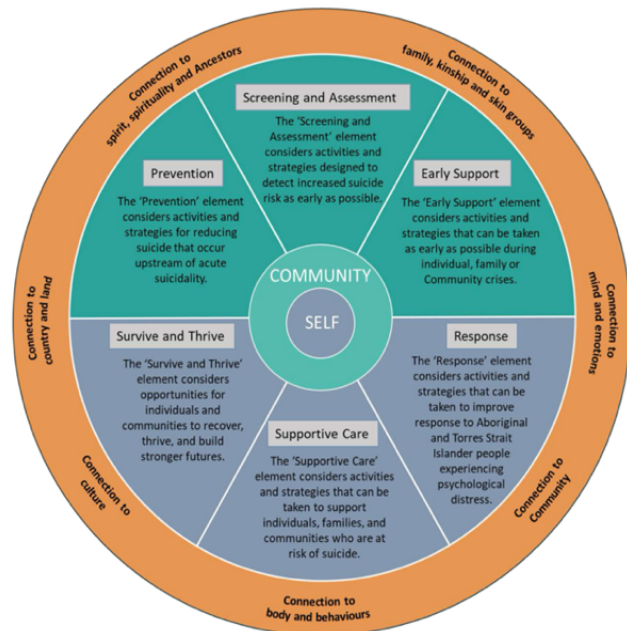 Connection to
spirit, spirituality and Ancestors
Connection to
family, kinship and skin groups
Screening and Assessment
The ‘Screening and
Assessment’ element
considers activities and
strategies designed to
detect increased suicide
risk as early as possible.
Prevention
The ‘Prevention’ element
considers activities and
strategies for reducing
suicide that occur
upstream of acute
suicidality.
Early Support
The ‘Early Support’ element
considers activities and
strategies that can be taken
as early as possible during
individual, family or
Community crises.
COMMUNITY
SELF
Connection to
country and land
Connection to
mind and emotions
Survive and Thrive
The ‘Survive and Thrive’
element considers
opportunities for
individuals and
communities to recover,
thrive, and build
stronger futures.
Response
The ‘Response’ element
considers activities and
strategies that can be
taken to improve
response to Aboriginal
and Torres Strait
Islander people
experiencing
psychological
distress.
Supportive Care
The ‘Supportive Care’
element considers activities
and strategies that can be
taken to support
individuals, families, and
communities who are at
risk of suicide.
Connection to
culture
Connection to
Community
Connection to
body and behaviours